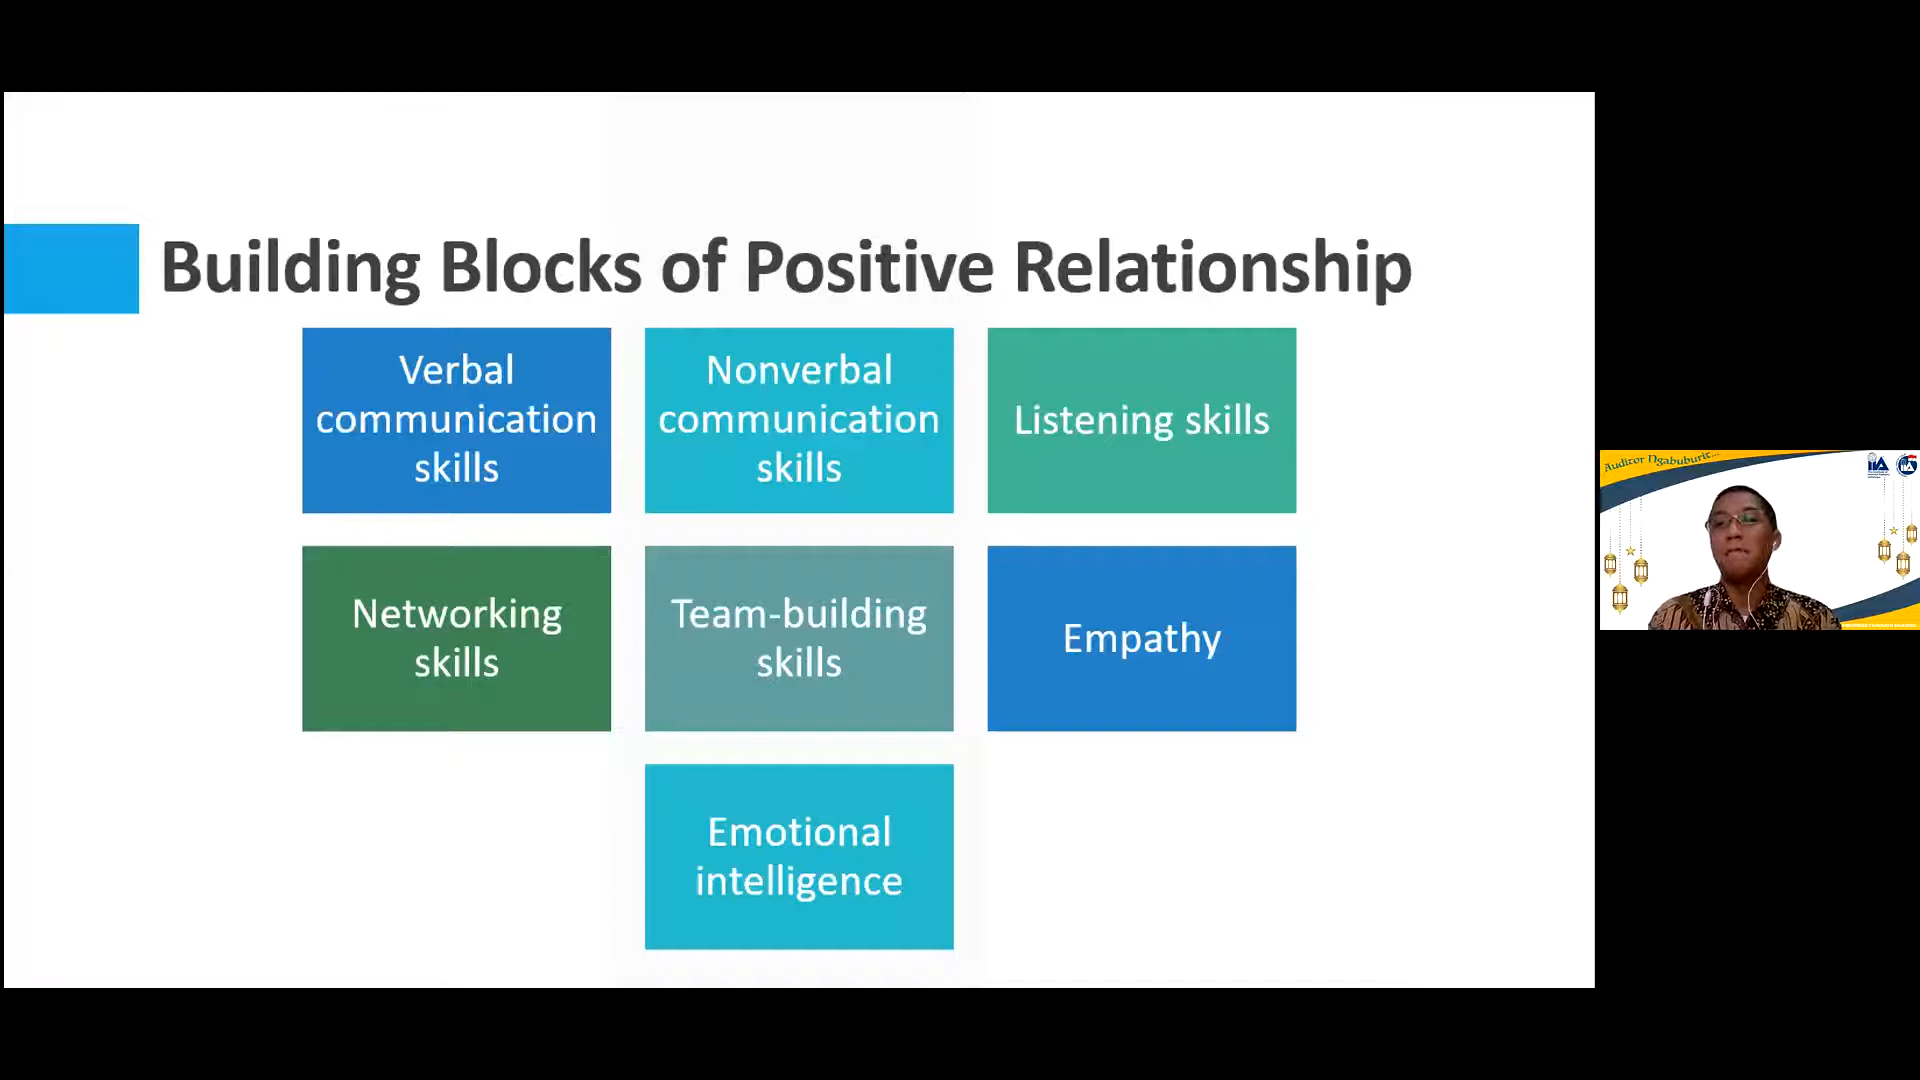 Building Blocks of Positive Relationship
Verbal
communication
skills
Nonverbal
communication
skills
Listening skills
Networking
skills
Team-building
skills
Empathy
Emotional
intelligence
Auditor Ngabuburit...
IIA
IIA